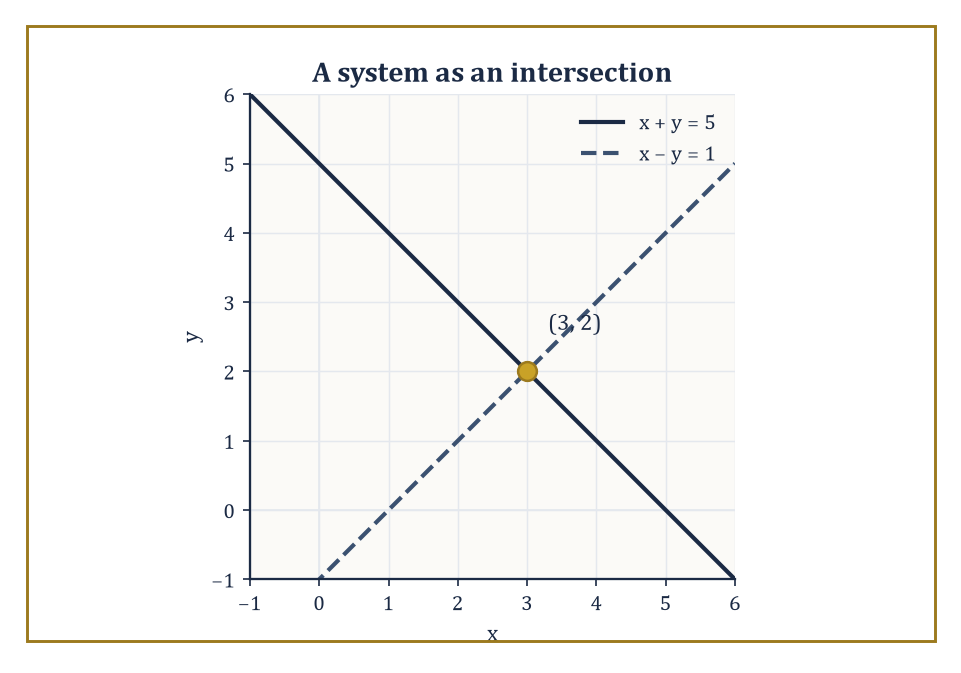 A system as an intersection
6
x + y = 5
x − y = 1
5
4
3
(3, 2)
y
2
1
0
−1
−1 0 1 2 3 4 5 6
x